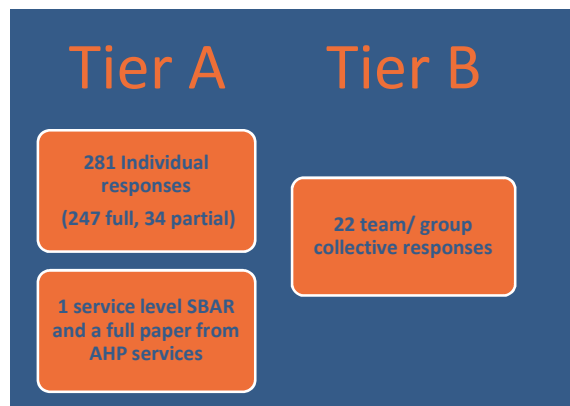 Tier A
281 Individual
responses
(247 full, 34 partial)
1 service level SBAR
and a full paper from
AHP services
Tier B
22 team/ group
collective responses